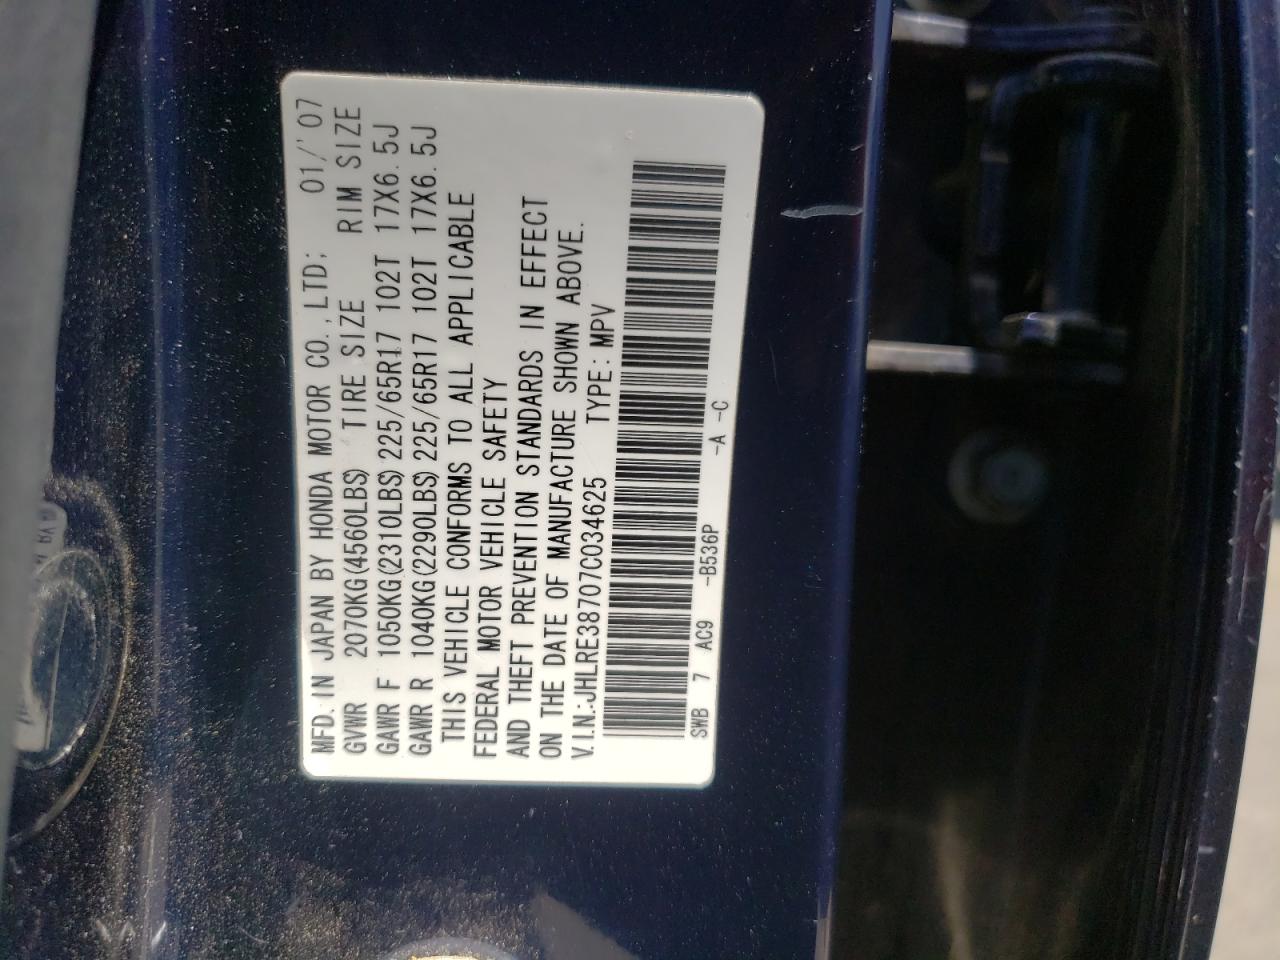 MFD. IN JAPAN BY HONDA MOTOR CO.,LTD; 01/'07
GVWR 2070KG(4560LBS) TIRE SIZE RIM SIZE
GAWR F 1050KG(2310LBS) 225/65R17 102T 17X6.5J
GAWR R 1040KG(2290LBS) 225/65R17 102T 17X6.5J
THIS VEHICLE CONFORMS TO ALL APPLICABLE
FEDERAL MOTOR VEHICLE SAFETY
AND THEFT PREVENTION STANDARDS IN EFFECT
ON THE DATE OF MANUFACTURE SHOWN ABOVE.
V.I.N.:JHLRE38707C034625 TYPE:MPV
SWB 7 AC9 -B536P -A -C